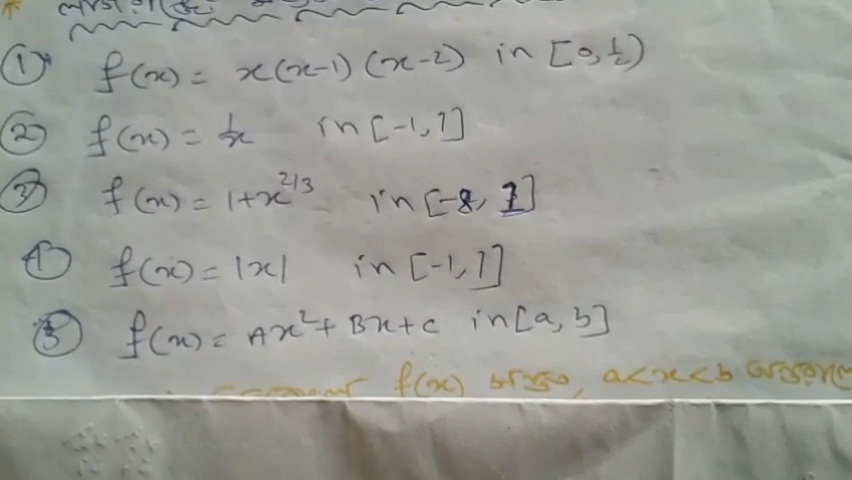 ① f(x) = x(x-1) (x-2) in [0, 1/2)
② f(x) = 1/x in [-1, 1]
③ f(x) = 1+x^2/3 in [-8, 1]
④ f(x) = |x| in [-1, 1]
⑤ f(x) = Ax² + Bx + C in [a, b]
f(x) a<x<b